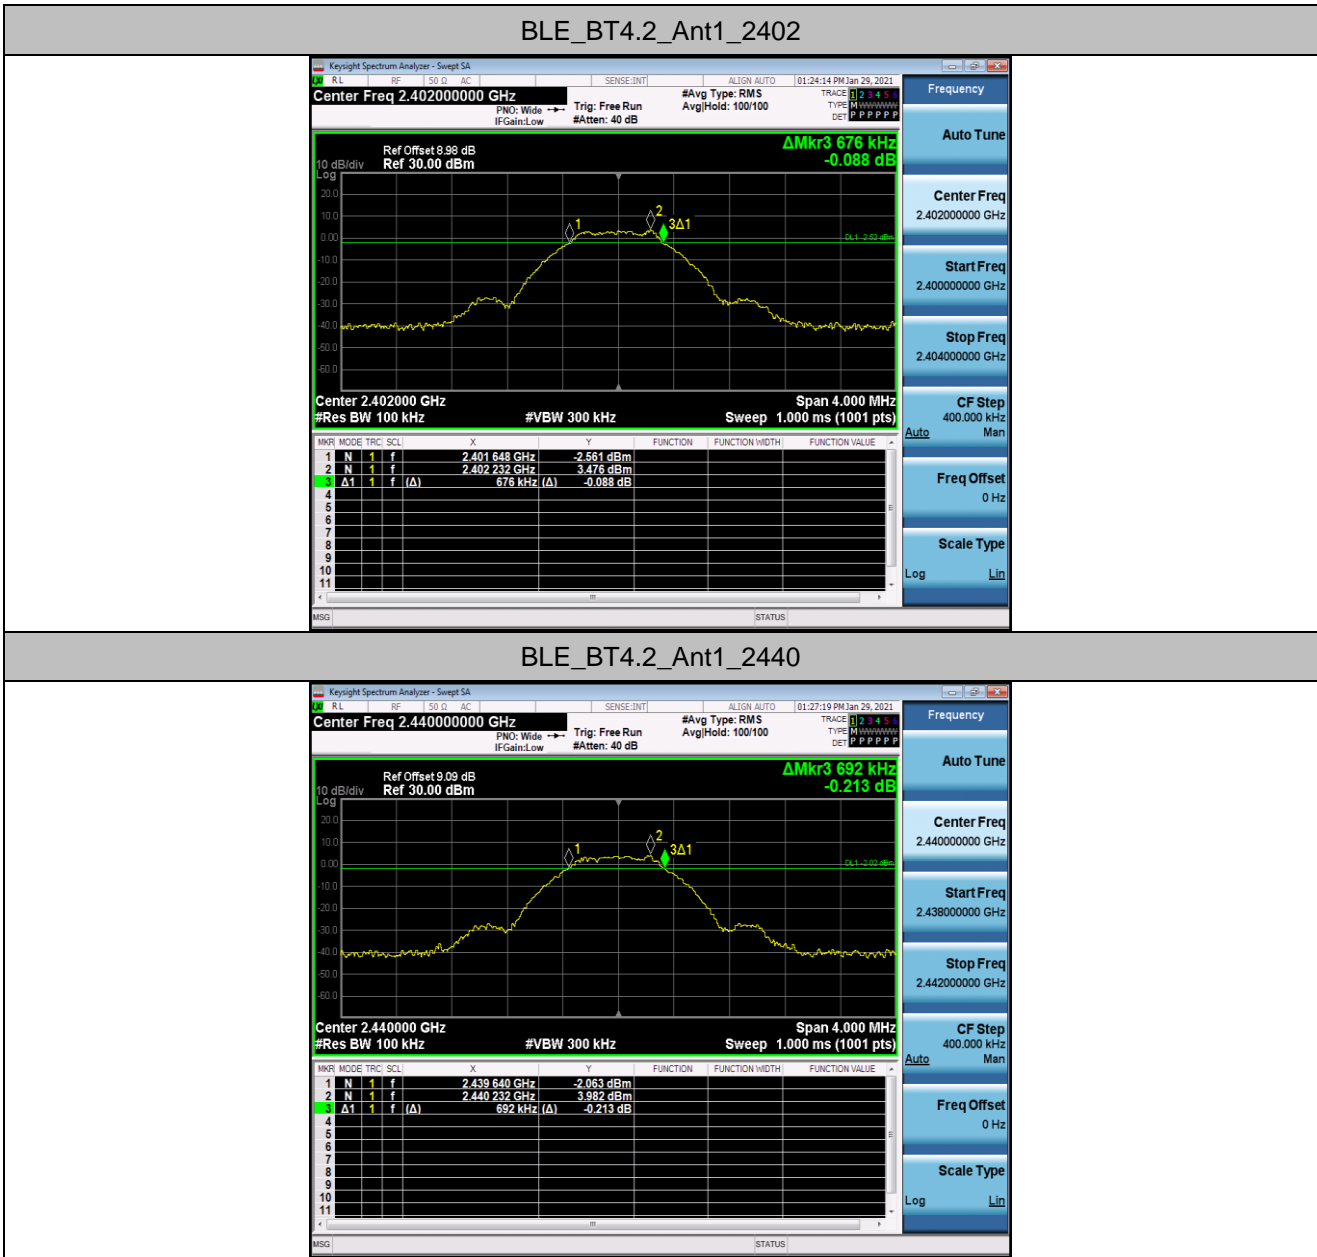 BLE_BT4.2_Ant1_2402
Keysight Spectrum Analyzer - Swept SA
RL RF 50 Ω AC SENSE:INT ALIGN AUTO 01:24:14 PM Jan 29, 2021
Center Freq 2.402000000 GHz
PNO: Wide
IFGain:Low
Trig: Free Run
#Atten: 40 dB
#Avg Type: RMS
Avg|Hold: 100/100
TRACE 1 2 3 4 5 6
TYPE M WWWWW
DET P P P P P P
Frequency
Auto Tune
Center Freq
2.402000000 GHz
Start Freq
2.400000000 GHz
Stop Freq
2.404000000 GHz
CF Step
400.000 kHz
Auto Man
Freq Offset
0 Hz
Scale Type
Log Lin
ΔMkr3 676 kHz
-0.088 dB
Ref Offset 8.98 dB
10 dB/div Ref 30.00 dBm
Log
20.0
10.0
0.00
-10.0
-20.0
-30.0
-40.0
-50.0
-60.0
1
2
3Δ1
DL1 -2.52 dBm
Center 2.402000 GHz Span 4.000 MHz
#Res BW 100 kHz #VBW 300 kHz Sweep 1.000 ms (1001 pts)
MKR MODE TRC SCL X Y FUNCTION FUNCTION WIDTH FUNCTION VALUE
1 N 1 f 2.401 648 GHz -2.561 dBm
2 N 1 f 2.402 232 GHz 3.476 dBm
3 Δ1 1 f (Δ) 676 kHz (Δ) -0.088 dB
4
5
6
7
8
9
10
11
MSG STATUS
BLE_BT4.2_Ant1_2440
Keysight Spectrum Analyzer - Swept SA
RL RF 50 Ω AC SENSE:INT ALIGN AUTO 01:27:19 PM Jan 29, 2021
Center Freq 2.440000000 GHz
PNO: Wide
IFGain:Low
Trig: Free Run
#Atten: 40 dB
#Avg Type: RMS
Avg|Hold: 100/100
TRACE 1 2 3 4 5 6
TYPE M WWWWW
DET P P P P P P
Frequency
Auto Tune
Center Freq
2.440000000 GHz
Start Freq
2.438000000 GHz
Stop Freq
2.442000000 GHz
CF Step
400.000 kHz
Auto Man
Freq Offset
0 Hz
Scale Type
Log Lin
ΔMkr3 692 kHz
-0.213 dB
Ref Offset 9.09 dB
10 dB/div Ref 30.00 dBm
Log
20.0
10.0
0.00
-10.0
-20.0
-30.0
-40.0
-50.0
-60.0
1
2
3Δ1
DL1 -2.02 dBm
Center 2.440000 GHz Span 4.000 MHz
#Res BW 100 kHz #VBW 300 kHz Sweep 1.000 ms (1001 pts)
MKR MODE TRC SCL X Y FUNCTION FUNCTION WIDTH FUNCTION VALUE
1 N 1 f 2.439 640 GHz -2.063 dBm
2 N 1 f 2.440 232 GHz 3.982 dBm
3 Δ1 1 f (Δ) 692 kHz (Δ) -0.213 dB
4
5
6
7
8
9
10
11
MSG STATUS